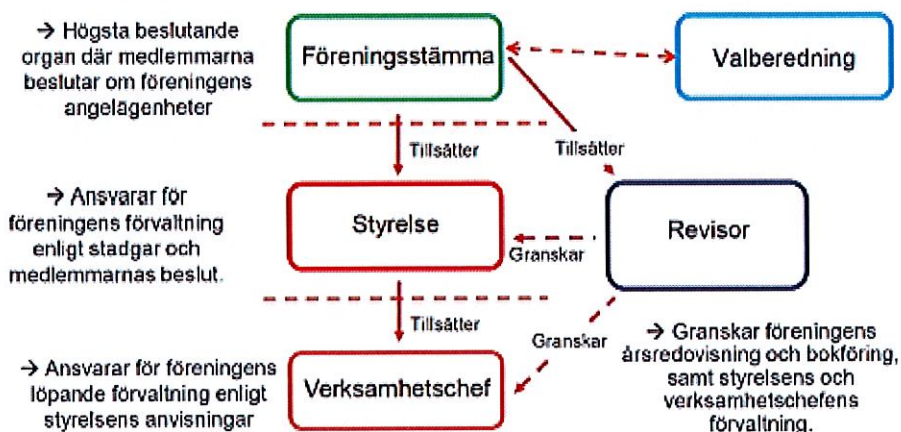 → Högsta beslutande
organ där medlemmarna
beslutar om föreningens
angelägenheter
Föreningsstämma
Valberedning
Tillsätter
Tillsätter
→ Ansvarar för
föreningens förvaltning
enligt stadgar och
medlemmarnas beslut.
Styrelse
Granskar
Revisor
Tillsätter
Granskar
→ Ansvarar för föreningens
löpande förvaltning enligt
styrelsens anvisningar
Verksamhetschef
→ Granskar föreningens
årsredovisning och bokföring,
samt styrelsens och
verksamhetschefens
förvaltning.